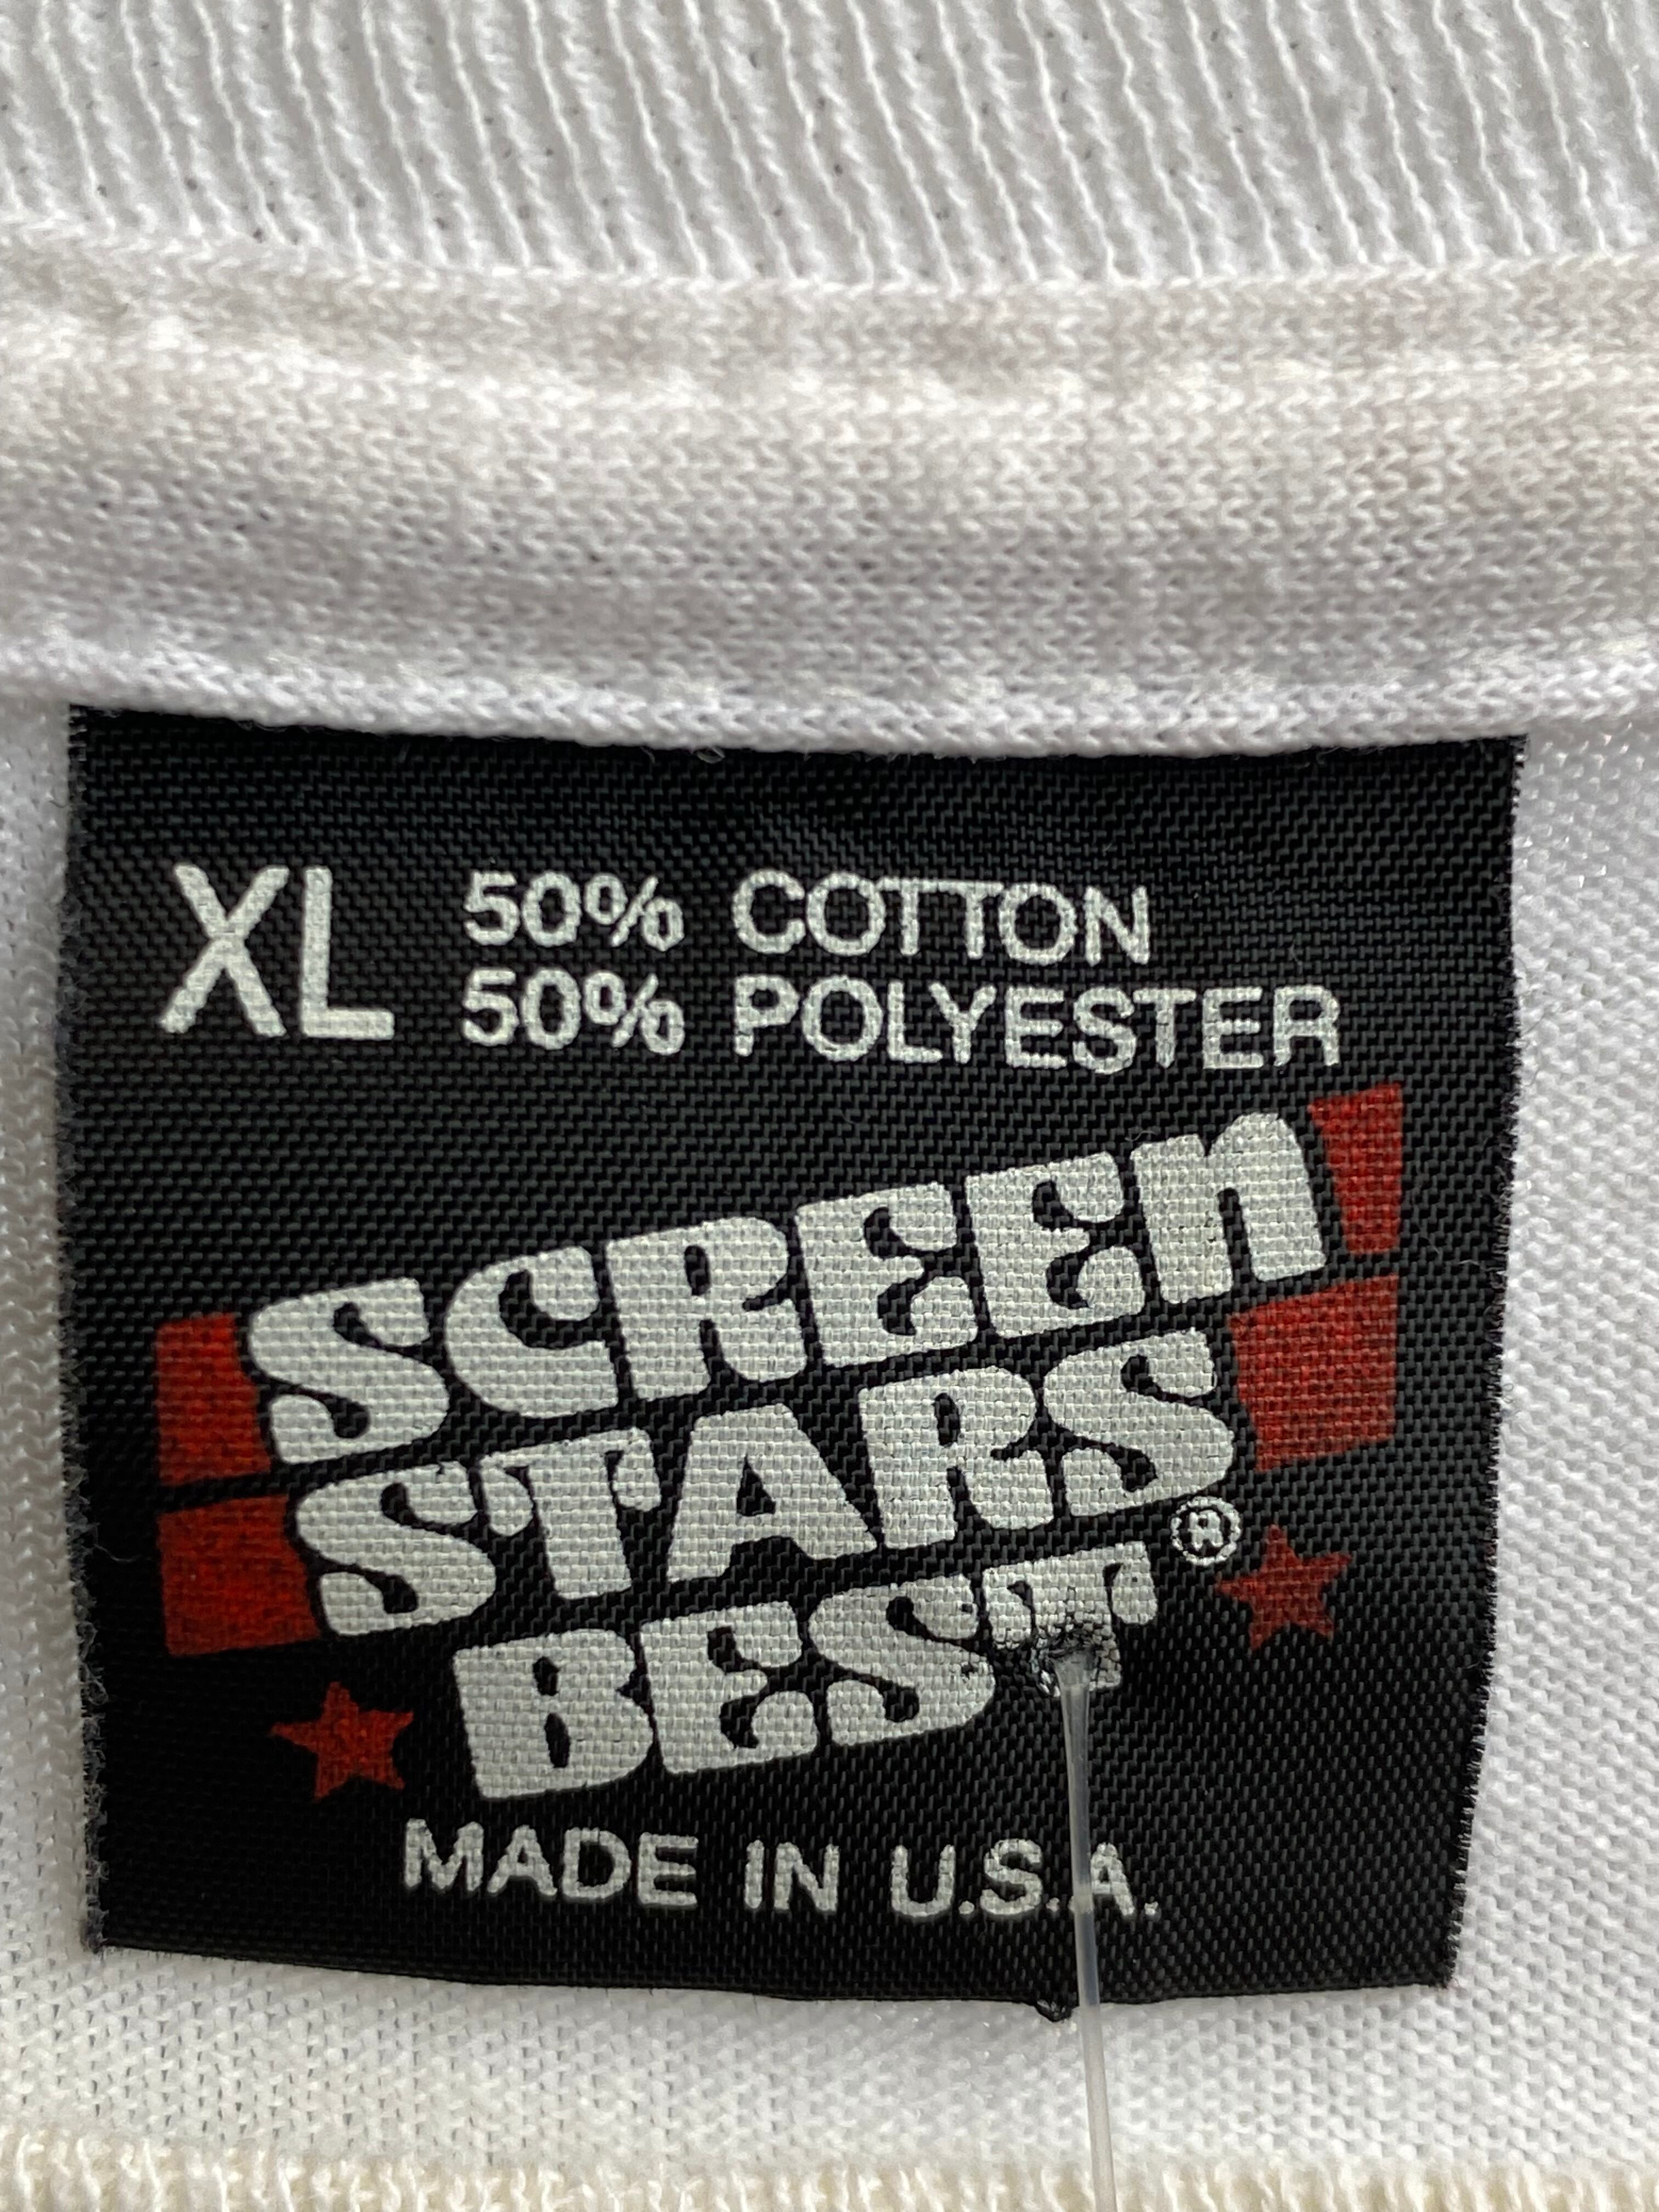 XL 50% COTTON
50% POLYESTER
SCREEN
STARS
BEST®
MADE IN U.S.A.